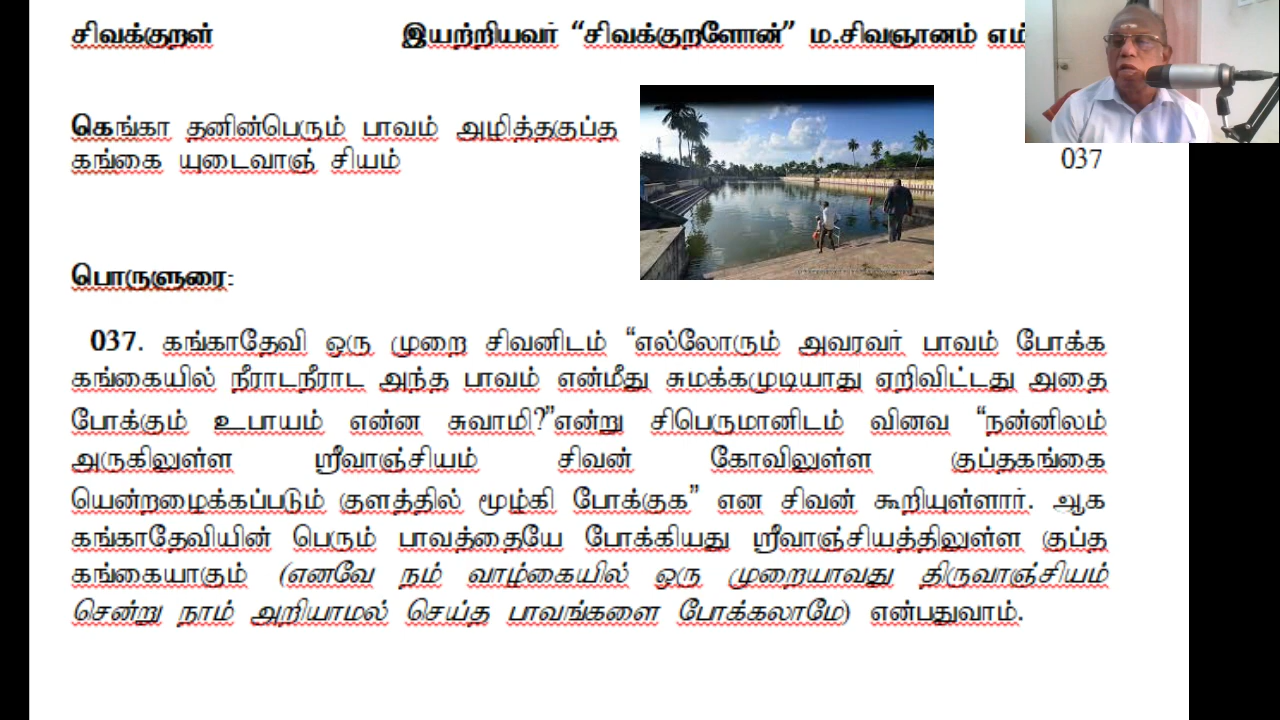 சிவக்குறள் இயற்றியவர் “சிவக்குறளோன்” ம.சிவஞானம் எம்
கெங்கா தனின்பெரும் பாவம் அழித்தகுப்த
கங்கை யுடைவாஞ் சியம் 037
பொருளுரை:
037. கங்காதேவி ஒரு முறை சிவனிடம் “எல்லோரும் அவரவர் பாவம் போக்க
கங்கையில் நீராடநீராட அந்த பாவம் என்மீது சுமக்கமுடியாது ஏறிவிட்டது அதை
போக்கும் உபாயம் என்ன சுவாமி?”என்று சிபெருமானிடம் வினவ “நன்னிலம்
அருகிலுள்ள ஸ்ரீவாஞ்சியம் சிவன் கோவிலுள்ள குப்தகங்கை
யென்றழைக்கப்படும் குளத்தில் மூழ்கி போக்குக” என சிவன் கூறியுள்ளார். ஆக
கங்காதேவியின் பெரும் பாவத்தையே போக்கியது ஸ்ரீவாஞ்சியத்திலுள்ள குப்த
கங்கையாகும் (எனவே நம் வாழ்கையில் ஒரு முறையாவது திருவாஞ்சியம்
சென்று நாம் அறியாமல் செய்த பாவங்களை போக்கலாமே) என்பதுவாம்.